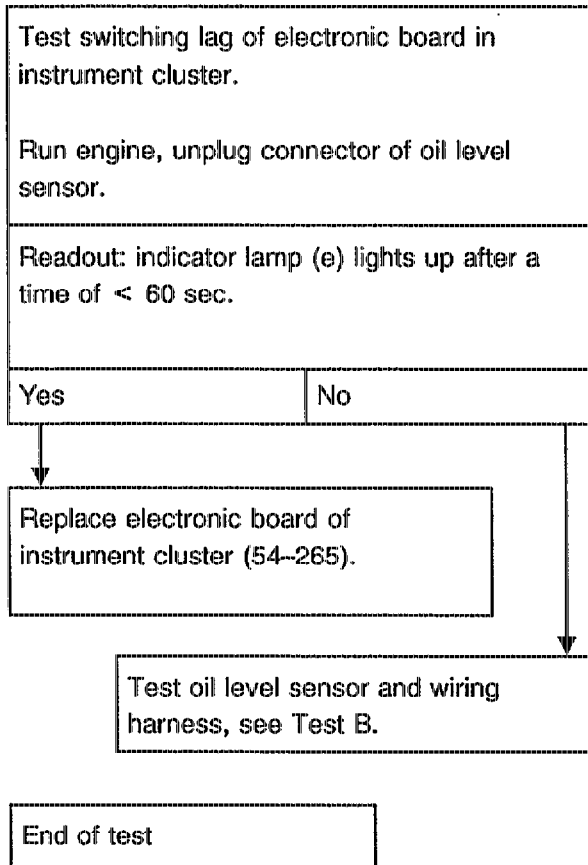 Test switching lag of electronic board in
instrument cluster.
Run engine, unplug connector of oil level
sensor.
Readout: indicator lamp (e) lights up after a
time of < 60 sec.
Yes
No
Replace electronic board of
instrument cluster (54–265).
Test oil level sensor and wiring
harness, see Test B.
End of test